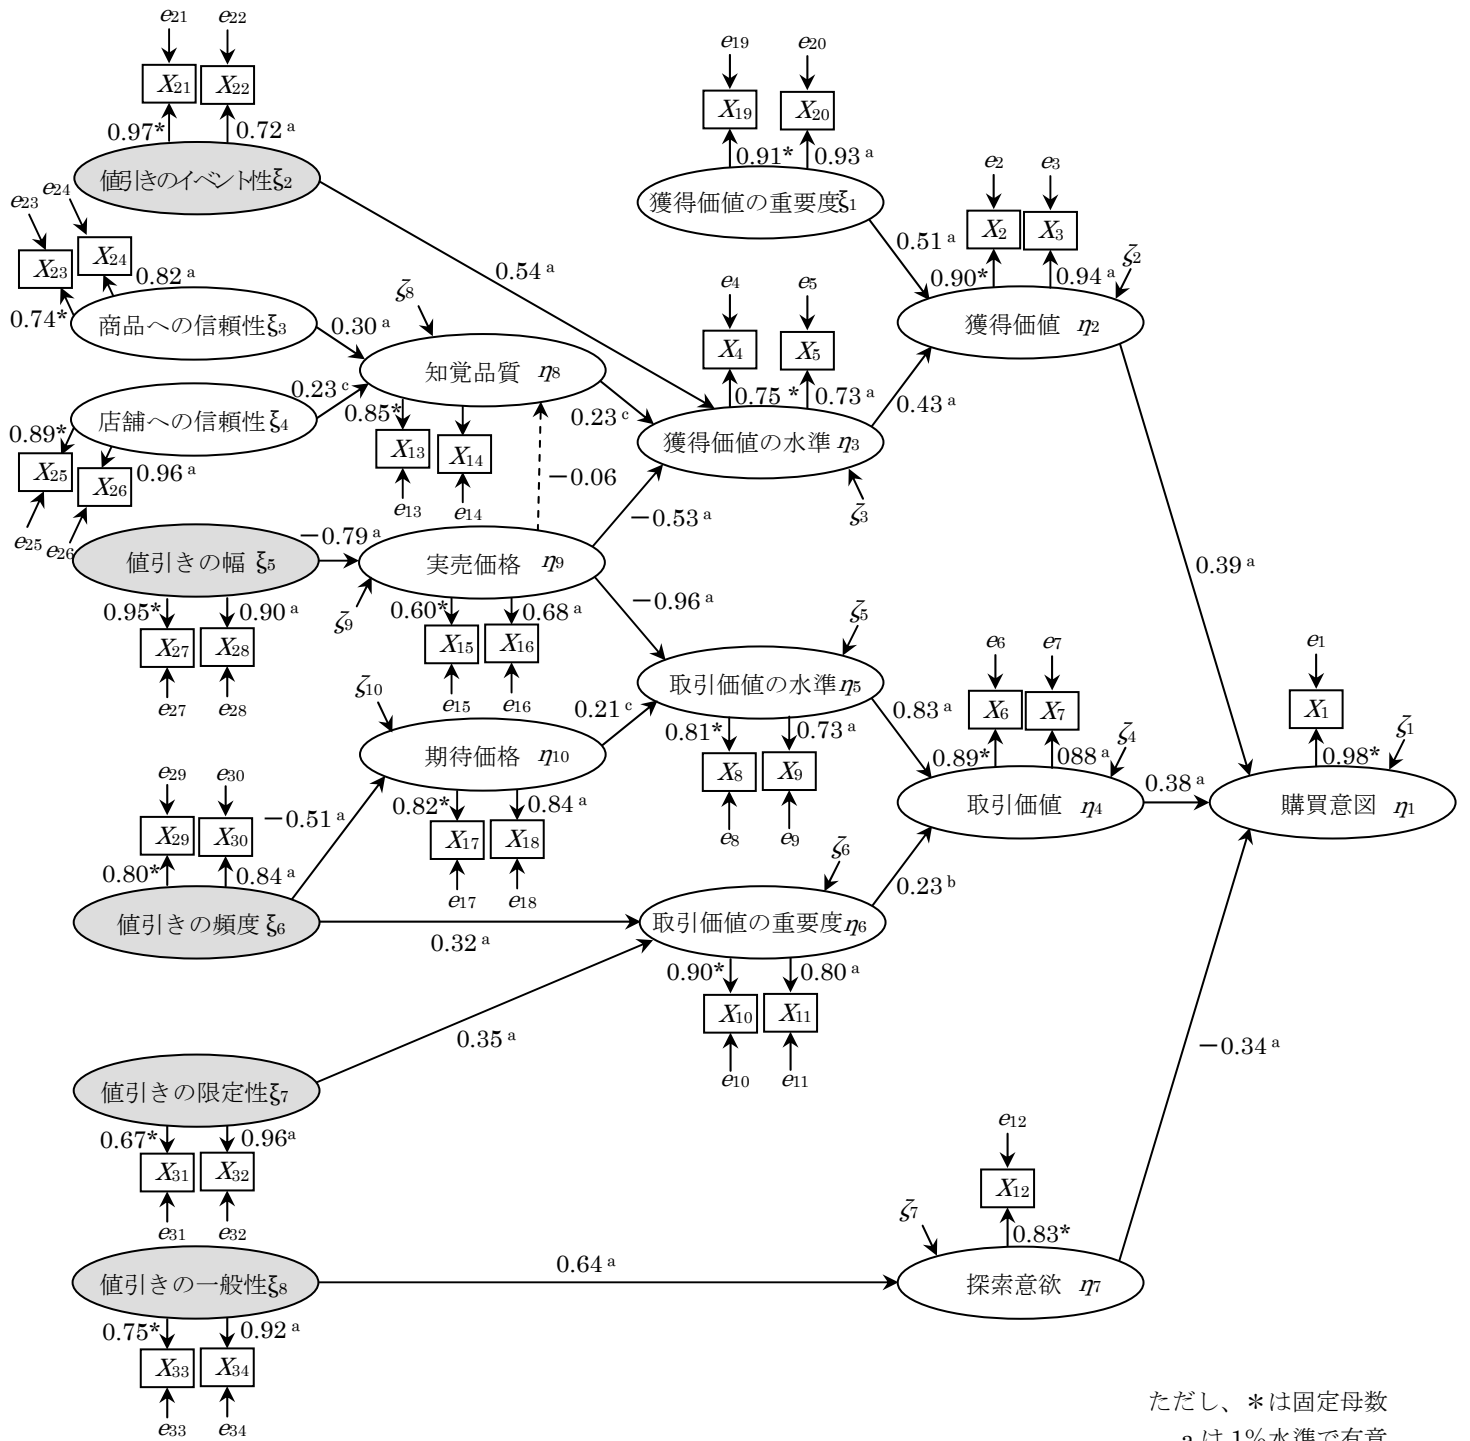 e21 e22
X21 X22
0.97* 0.72 a
値引きのイベント性ξ2
e19 e20
X19 X20
0.91* 0.93 a
獲得価値の重要度ξ1
e2 e3
X2 X3
0.51 a
0.90* 0.94 a ζ2
獲得価値 η2
e23 e24
X23 X24
0.74* 0.82 a
商品への信頼性ξ3
0.54 a
0.30 a
ζ8
知覚品質 η8
e4 e5
X4 X5
0.75 * 0.73 a
0.43 a
獲得価値の水準 η3
ζ3
店舗への信頼性ξ4
0.23 c
0.89* 0.96 a
X25 X26
e25 e26
0.85*
X13 X14
e13 e14
0.23 c
−0.06
−0.53 a
値引きの幅 ξ5
−0.79 a
0.95* 0.90 a
X27 X28
e27 e28
実売価格 η9
ζ9
0.60* 0.68 a
X15 X16
e15 e16
−0.96 a
ζ5
取引価値の水準η5
0.81* 0.73 a
X8 X9
e8 e9
0.39 a
ζ10
期待価格 η10
0.21 c
0.82* 0.84 a
X17 X18
e17 e18
e6 e7
X6 X7
0.83 a
0.89* 088 a ζ4
取引価値 η4
0.38 a
e1
X1
0.98* ζ1
購買意図 η1
e29 e30
X29 X30
0.80* 0.84 a
値引きの頻度 ξ6
−0.51 a
0.32 a
ζ6
取引価値の重要度η6
0.23 b
0.90* 0.80 a
X10 X11
e10 e11
0.35 a
−0.34 a
値引きの限定性ξ7
0.67* 0.96a
X31 X32
e31 e32
e12
X12
ζ7
0.83*
探索意欲 η7
値引きの一般性ξ8
0.64 a
0.75* 0.92 a
X33 X34
e33 e34
ただし、＊は固定母数
a は 1%水準で有意